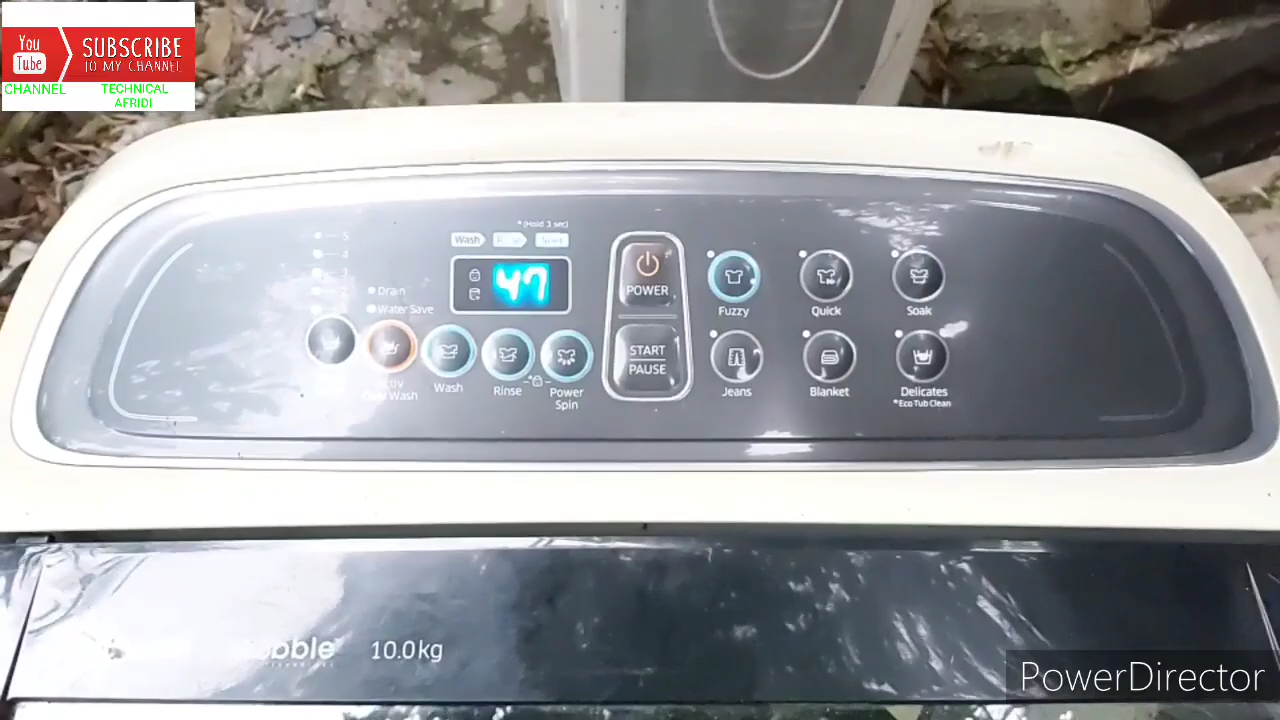 You
Tube
SUBSCRIBE
TO MY CHANNEL
CHANNEL
TECHNICAL
AFRIDI
*(Hold 3 sec)
Wash
5
4
3
2
47
Drain
Water Save
POWER
START
PAUSE
Fuzzy
Quick
Soak
Wash
Rinse
Power
Spin
Wash
Jeans
Blanket
Delicates
*Eco Tub Clean
10.0kg
PowerDirector